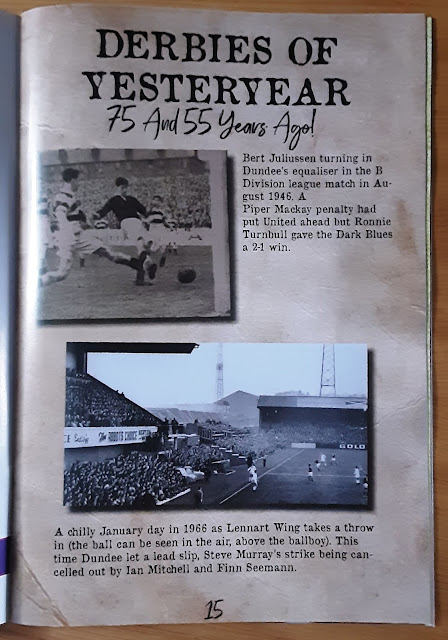 DERBIES OF
YESTERYEAR
75 And 55 Years Ago!
Bert Juliussen turning in
Dundee's equaliser in the B
Division league match in Au-
gust 1946. A
Piper Mackay penalty had
put United ahead but Ronnie
Turnbull gave the Dark Blues
a 2-1 win.
GOLD
A chilly January day in 1966 as Lennart Wing takes a throw
in (the ball can be seen in the air, above the ballboy). This
time Dundee let a lead slip, Steve Murray's strike being can-
celled out by Ian Mitchell and Finn Seemann.
15